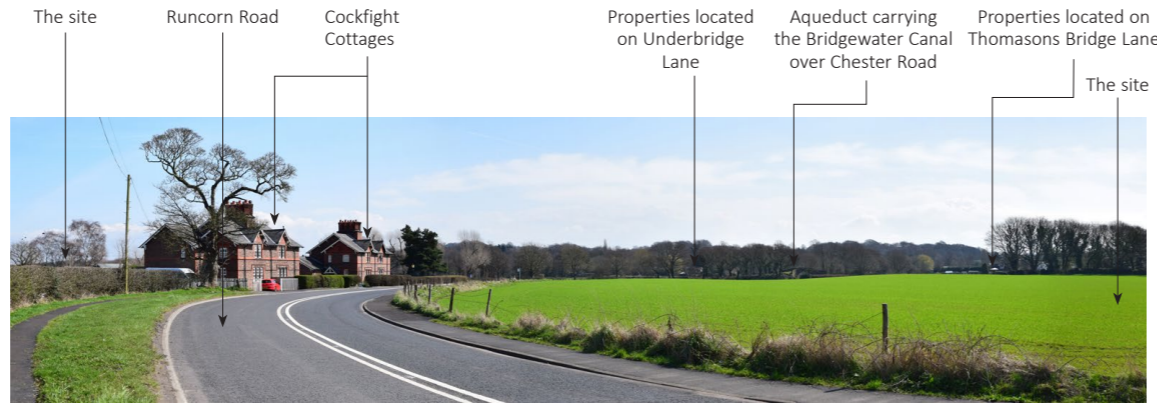 The site
Runcorn Road
Cockfight
Cottages
Properties located
on Underbridge
Lane
Aqueduct carrying
the Bridgewater Canal
over Chester Road
Properties located on
Thomasons Bridge Lane
The site